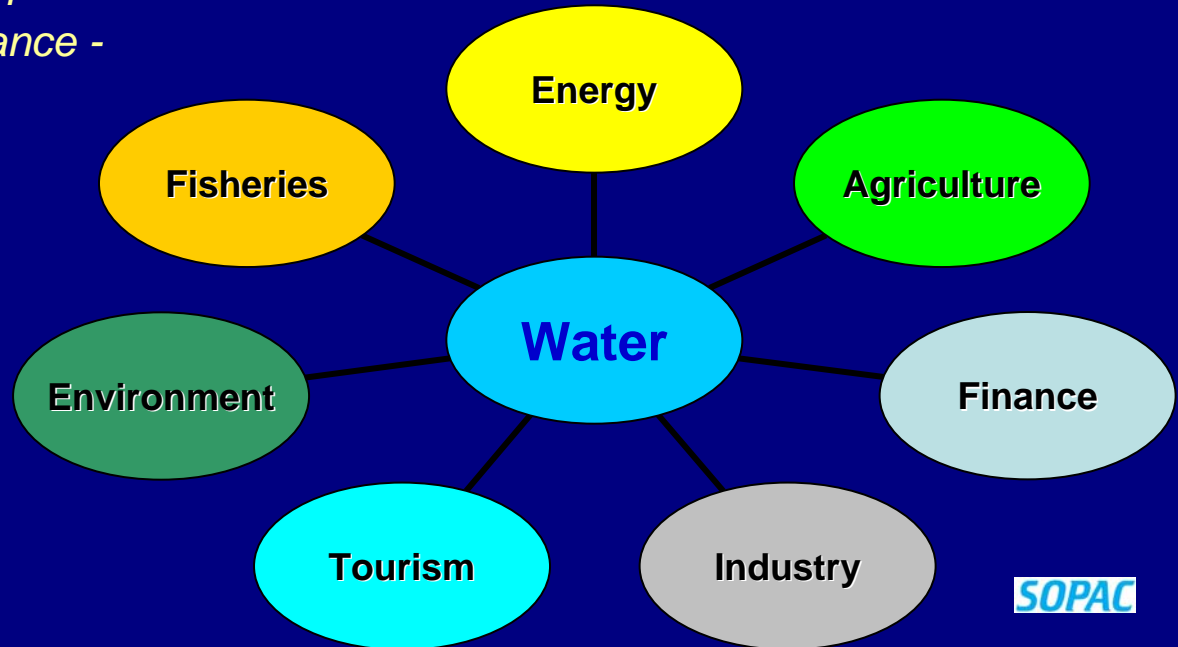 ance -
Energy
Fisheries
Agriculture
Water
Environment
Finance
Tourism
Industry
SOPAC